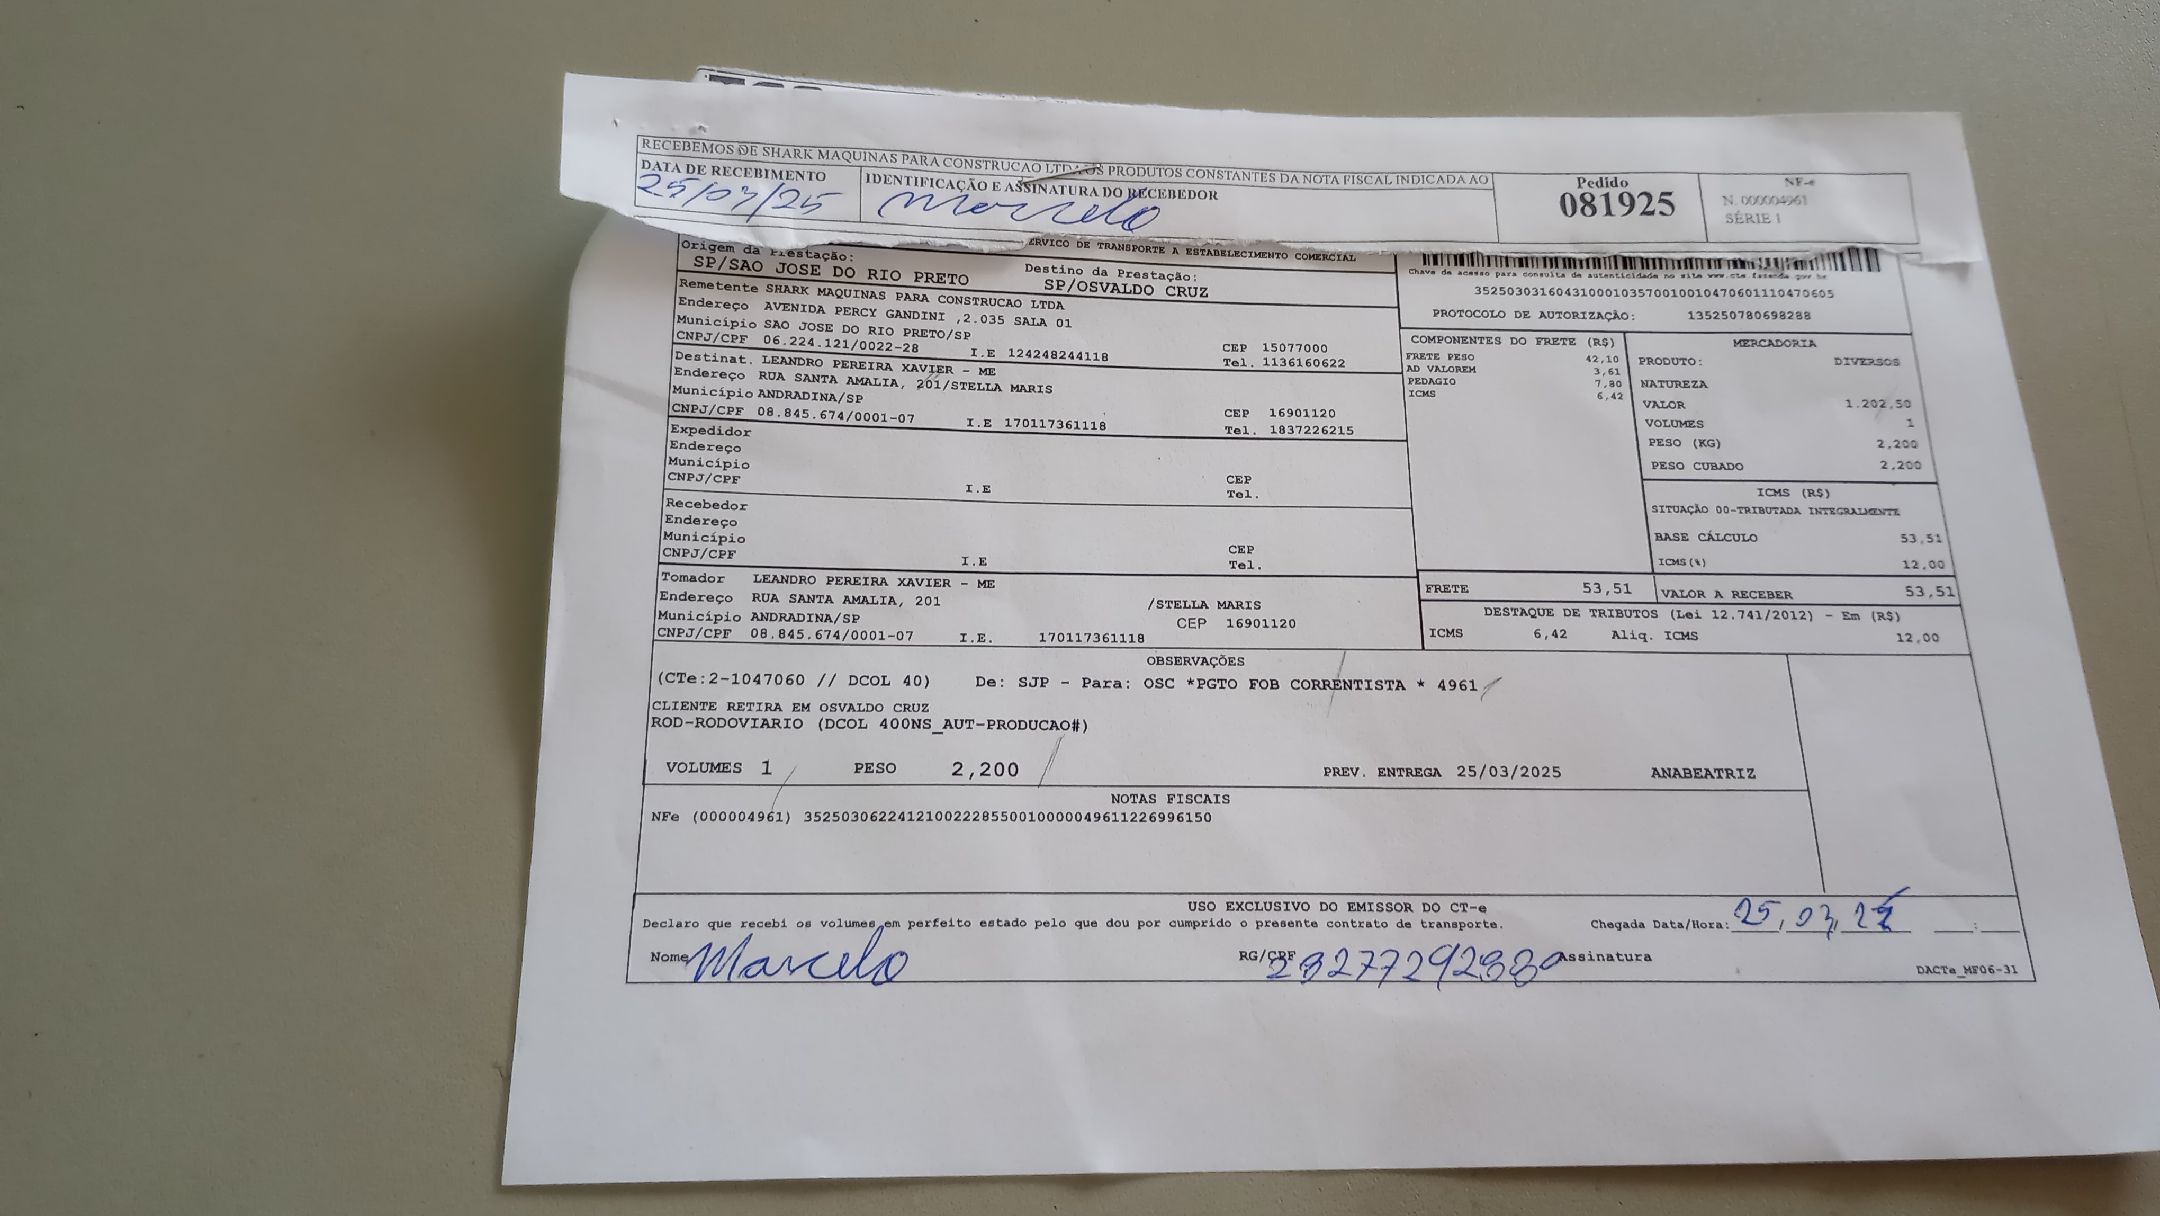 RECEBEMOS DE SHARK MAQUINAS PARA CONSTRUCAO LTDA OS PRODUTOS CONSTANTES DA NOTA FISCAL INDICADA AO
DATA DE RECEBIMENTO
25/03/25
IDENTIFICAÇÃO E ASSINATURA DO RECEBEDOR
Marcelo
Pedido
081925
NF-e
N. 000004961
SÉRIE 1
ERVICO DE TRANSPORTE A ESTABELECIMENTO COMERCIAL
Origem da Prestação:
SP/SAO JOSE DO RIO PRETO
Destino da Prestação:
SP/OSVALDO CRUZ
Chave de acesso para consulta de autenticidade no site www.cte.fazenda.gov.br
35250303160431000103570010010470601110470605
PROTOCOLO DE AUTORIZAÇÃO: 135250780698288
Remetente SHARK MAQUINAS PARA CONSTRUCAO LTDA
Endereço AVENIDA PERCY GANDINI ,2.035 SALA 01
Município SAO JOSE DO RIO PRETO/SP
CEP 15077000
CNPJ/CPF 06.224.121/0022-28 I.E 124248244118 Tel. 1136160622
Destinat. LEANDRO PEREIRA XAVIER - ME
Endereço RUA SANTA AMALIA, 201/STELLA MARIS
Município ANDRADINA/SP
CEP 16901120
CNPJ/CPF 08.845.674/0001-07 I.E 170117361118 Tel. 1837226215
Expedidor
Endereço
Município
CEP
CNPJ/CPF I.E Tel.
Recebedor
Endereço
Município
CEP
CNPJ/CPF I.E Tel.
Tomador LEANDRO PEREIRA XAVIER - ME
Endereço RUA SANTA AMALIA, 201 /STELLA MARIS
Município ANDRADINA/SP CEP 16901120
CNPJ/CPF 08.845.674/0001-07 I.E. 170117361118
COMPONENTES DO FRETE (R$)
FRETE PESO 42,10
AD VALOREM 3,61
PEDAGIO 7,80
ICMS 6,42
MERCADORIA
PRODUTO: DIVERSOS
NATUREZA
VALOR 1.202,50
VOLUMES 1
PESO (KG) 2,200
PESO CUBADO 2,200
ICMS (R$)
SITUAÇÃO 00-TRIBUTADA INTEGRALMENTE
BASE CÁLCULO 53,51
ICMS(%) 12,00
FRETE 53,51
VALOR A RECEBER 53,51
DESTAQUE DE TRIBUTOS (Lei 12.741/2012) - Em (R$)
ICMS 6,42 Aliq. ICMS 12,00
OBSERVAÇÕES
(CTe:2-1047060 // DCOL 40) De: SJP - Para: OSC *PGTO FOB CORRENTISTA * 4961
CLIENTE RETIRA EM OSVALDO CRUZ
ROD-RODOVIARIO (DCOL 400NS_AUT-PRODUCAO#)
VOLUMES 1 PESO 2,200 PREV. ENTREGA 25/03/2025 ANABEATRIZ
NOTAS FISCAIS
NFe (000004961) 35250306224121002228550010000049611226996150
USO EXCLUSIVO DO EMISSOR DO CT-e
Declaro que recebi os volumes em perfeito estado pelo que dou por cumprido o presente contrato de transporte. Chegada Data/Hora: 25,03,25 :
Nome Marcelo RG/CPF Assinatura
DACTe_MF06-31